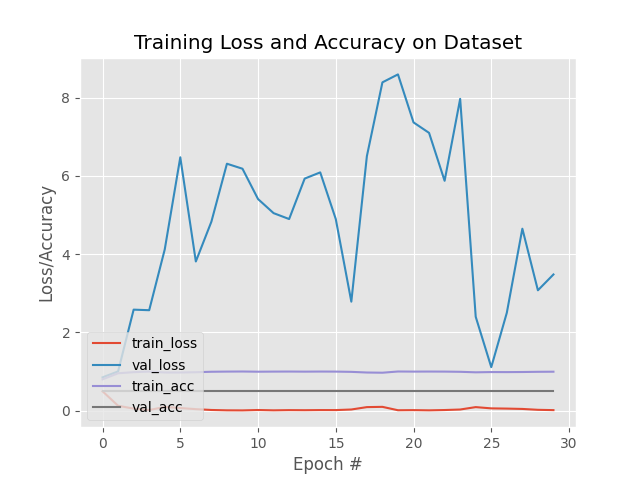 Training Loss and Accuracy on Dataset
Loss/Accuracy
8
6
4
2
0
train_loss
val_loss
train_acc
val_acc
0 5 10 15 20 25 30
Epoch #